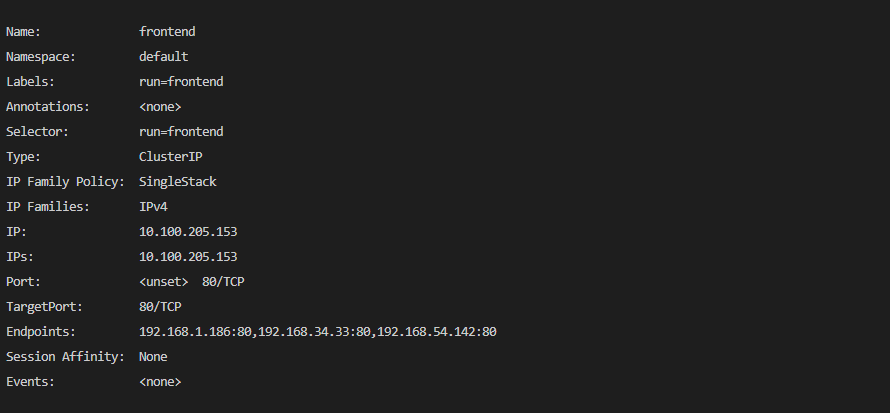 Name:              frontend
Namespace:         default
Labels:            run=frontend
Annotations:       <none>
Selector:          run=frontend
Type:              ClusterIP
IP Family Policy:  SingleStack
IP Families:       IPv4
IP:                10.100.205.153
IPs:               10.100.205.153
Port:              <unset>  80/TCP
TargetPort:        80/TCP
Endpoints:         192.168.1.186:80,192.168.34.33:80,192.168.54.142:80
Session Affinity:  None
Events:            <none>